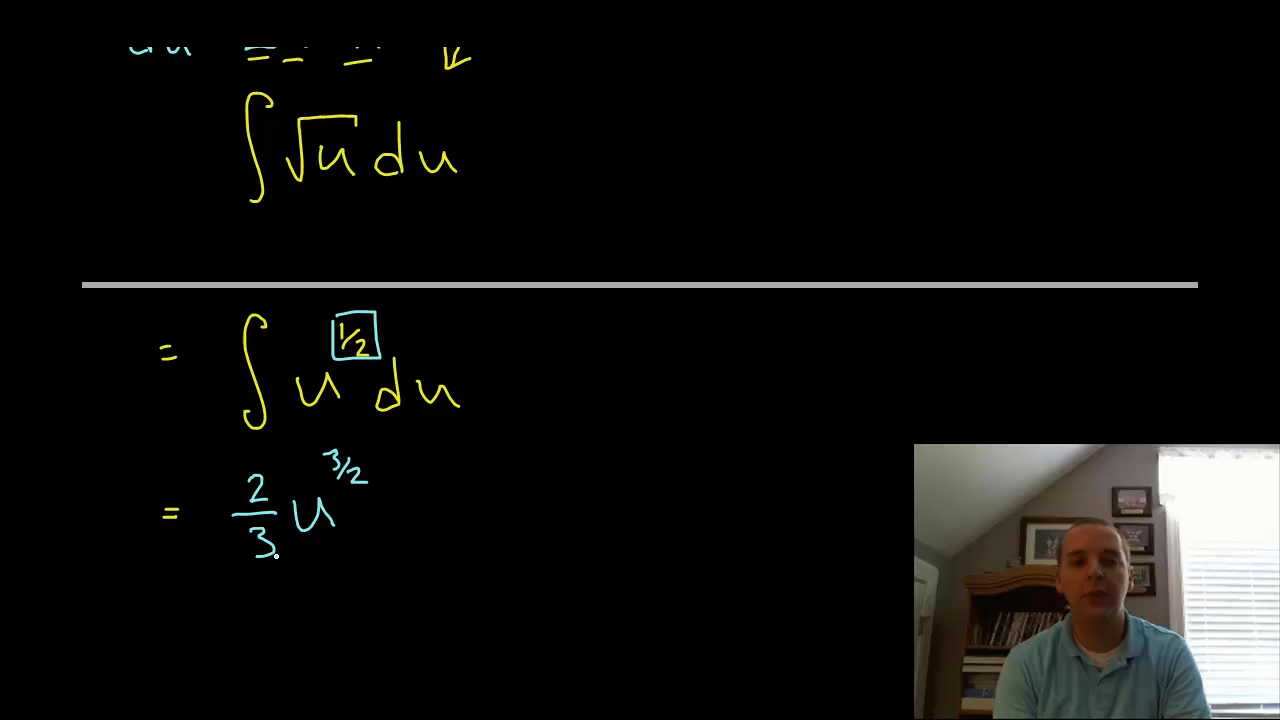 ∫ √u du
= ∫ u^1/2 du
= 2/3 u^3/2